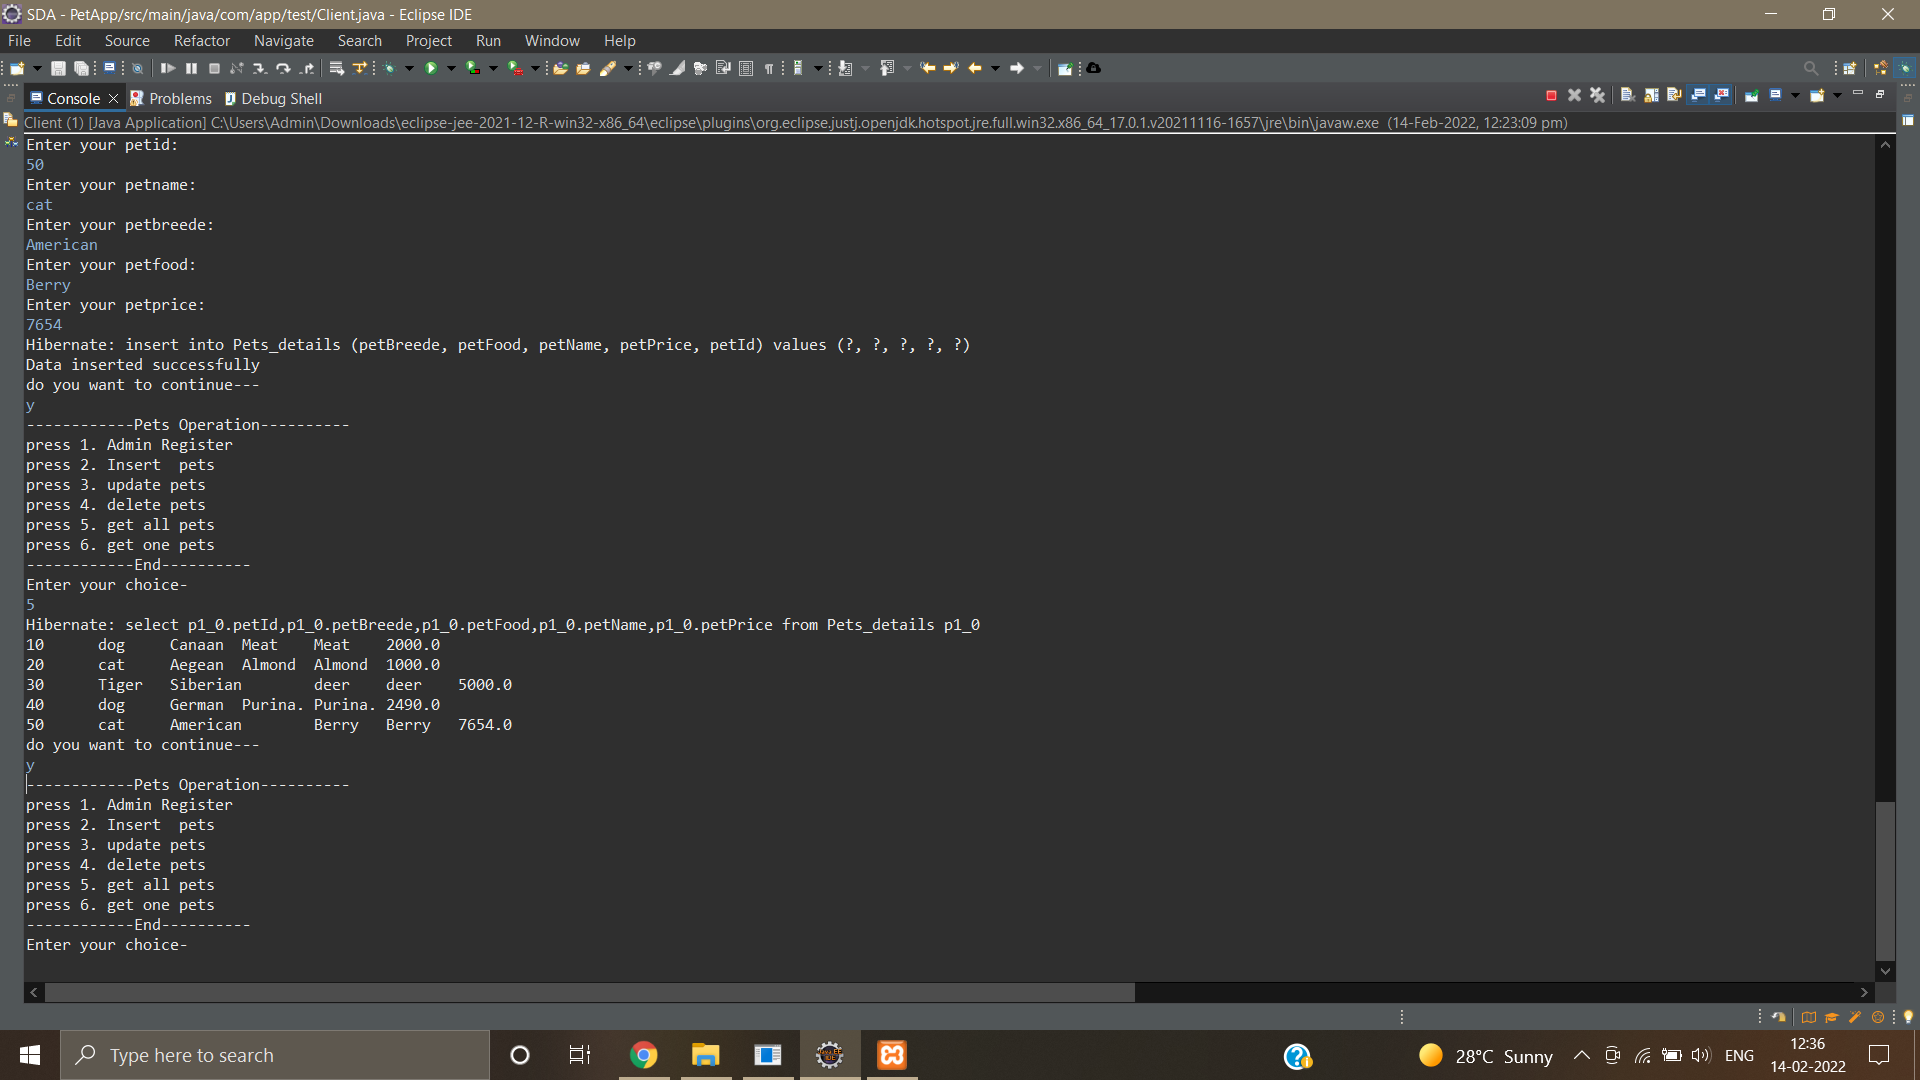 SDA - PetApp/src/main/java/com/app/test/Client.java - Eclipse IDE
File Edit Source Refactor Navigate Search Project Run Window Help
Console Problems Debug Shell
Client (1) [Java Application] C:\Users\Admin\Downloads\eclipse-jee-2021-12-R-win32-x86_64\eclipse\plugins\org.eclipse.justj.openjdk.hotspot.jre.full.win32.x86_64_17.0.1.v20211116-1657\jre\bin\javaw.exe (14-Feb-2022, 12:23:09 pm)
Enter your petid:
50
Enter your petname:
cat
Enter your petbreede:
American
Enter your petfood:
Berry
Enter your petprice:
7654
Hibernate: insert into Pets_details (petBreede, petFood, petName, petPrice, petId) values (?, ?, ?, ?, ?)
Data inserted successfully
do you want to continue---
y
------------Pets Operation----------
press 1. Admin Register
press 2. Insert  pets
press 3. update pets
press 4. delete pets
press 5. get all pets
press 6. get one pets
------------End----------
Enter your choice-
5
Hibernate: select p1_0.petId,p1_0.petBreede,p1_0.petFood,p1_0.petName,p1_0.petPrice from Pets_details p1_0
10 dog Canaan Meat Meat 2000.0
20 cat Aegean Almond Almond 1000.0
30 Tiger Siberian deer deer 5000.0
40 dog German Purina. Purina. 2490.0
50 cat American Berry Berry 7654.0
do you want to continue---
y
------------Pets Operation----------
press 1. Admin Register
press 2. Insert  pets
press 3. update pets
press 4. delete pets
press 5. get all pets
press 6. get one pets
------------End----------
Enter your choice-
Type here to search
28°C Sunny
ENG
12:36
14-02-2022